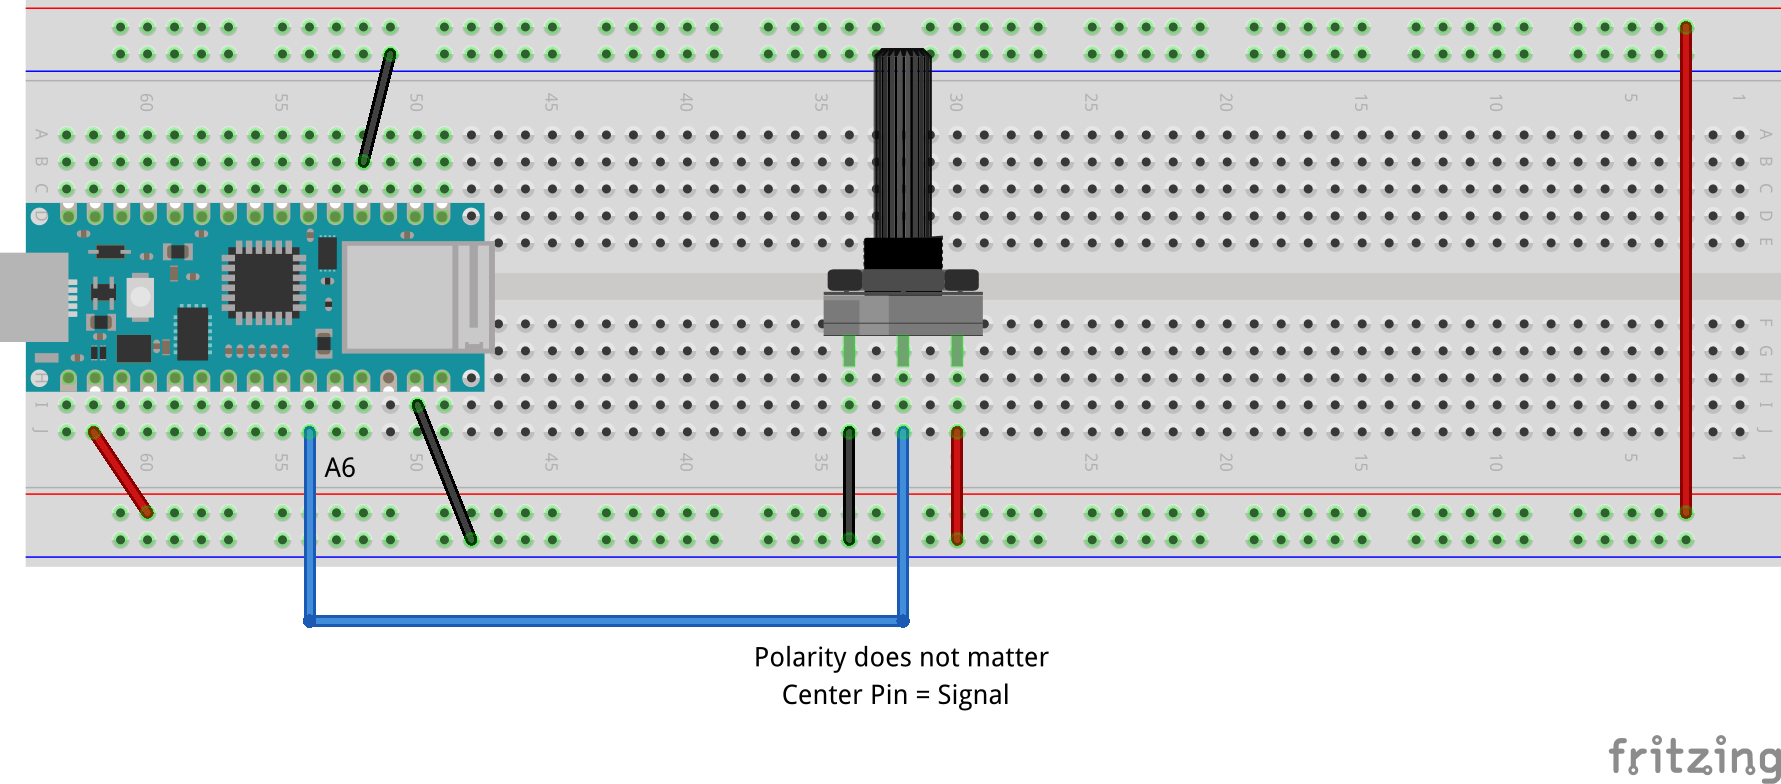 60 55 50 45 40 35 30 25 20 15 10 5 1
A A
B B
C C
D D
E
F
G
H H
I I
J J
60 55 50 45 40 35 25 20 15 10 5 1
A6
Polarity does not matter
Center Pin = Signal
fritzing